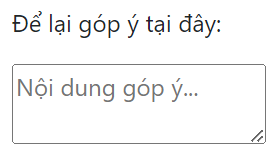 Để lại góp ý tại đây:
Nội dung góp ý...